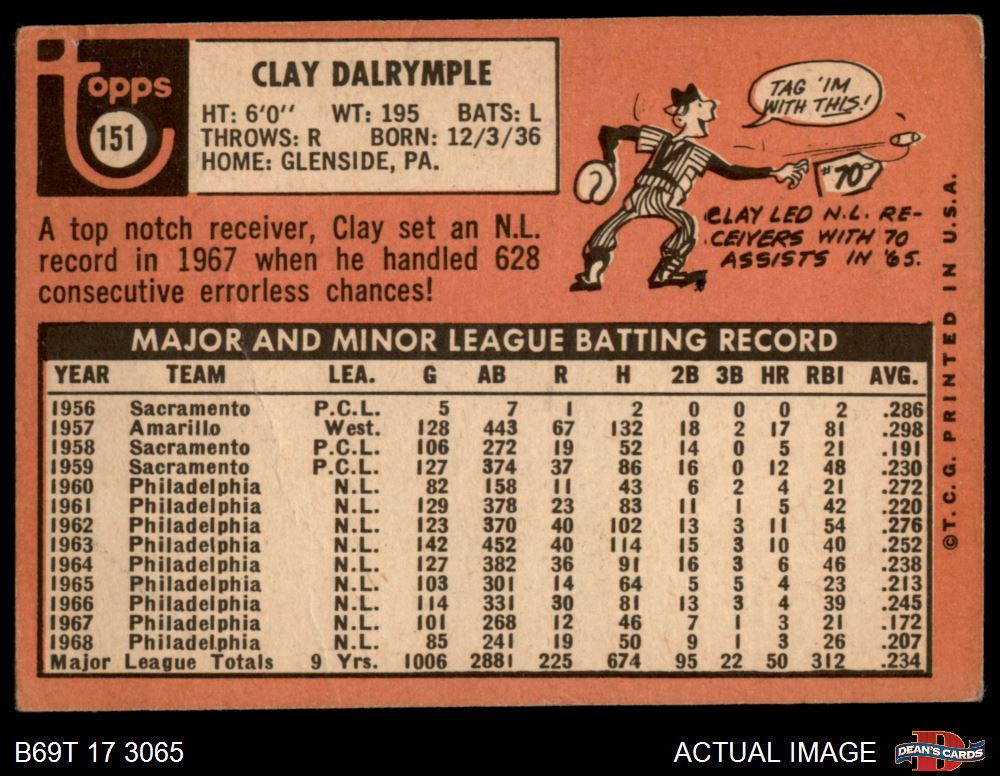 topps
151
CLAY DALRYMPLE
HT: 6'0'' WT: 195 BATS: L
THROWS: R BORN: 12/3/36
HOME: GLENSIDE, PA.
TAG 'IM
WITH THIS!
#70
CLAY LED N.L. RE-
CEIVERS WITH 70
ASSISTS IN '65.
A top notch receiver, Clay set an N.L.
record in 1967 when he handled 628
consecutive errorless chances!
MAJOR AND MINOR LEAGUE BATTING RECORD
YEAR TEAM LEA. G AB R H 2B 3B HR RBI AVG.
1956 Sacramento P.C.L. 5 7 1 2 0 0 0 2 .286
1957 Amarillo West. 128 443 67 132 18 2 17 81 .298
1958 Sacramento P.C.L. 106 272 19 52 14 0 5 21 .191
1959 Sacramento P.C.L. 127 374 37 86 16 0 12 48 .230
1960 Philadelphia N.L. 82 158 11 43 6 2 4 21 .272
1961 Philadelphia N.L. 129 378 23 83 11 1 5 42 .220
1962 Philadelphia N.L. 123 370 40 102 13 3 11 54 .276
1963 Philadelphia N.L. 142 452 40 114 15 3 10 40 .252
1964 Philadelphia N.L. 127 382 36 91 16 3 6 46 .238
1965 Philadelphia N.L. 103 301 14 64 5 5 4 23 .213
1966 Philadelphia N.L. 114 331 30 81 13 3 4 39 .245
1967 Philadelphia N.L. 101 268 12 46 7 1 3 21 .172
1968 Philadelphia N.L. 85 241 19 50 9 1 3 26 .207
Major League Totals 9 Yrs. 1006 2881 225 674 95 22 50 312 .234
©T.C.G. PRINTED IN U.S.A.
B69T 17 3065
ACTUAL IMAGE
D
DEAN'S CARDS